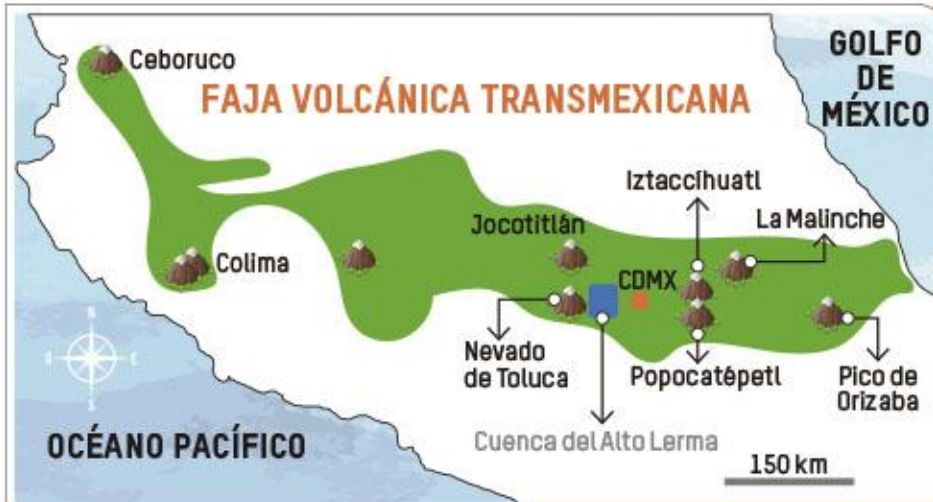 Ceboruco
GOLFO
DE
MÉXICO
FAJA VOLCÁNICA TRANSMEXICANA
Iztaccíhuatl
La Malinche
Jocotitlán
Colima
CDMX
N
O
E
S
Nevado
de Toluca
Popocatépetl
Pico de
Orizaba
OCÉANO PACÍFICO
Cuenca del Alto Lerma
150 km